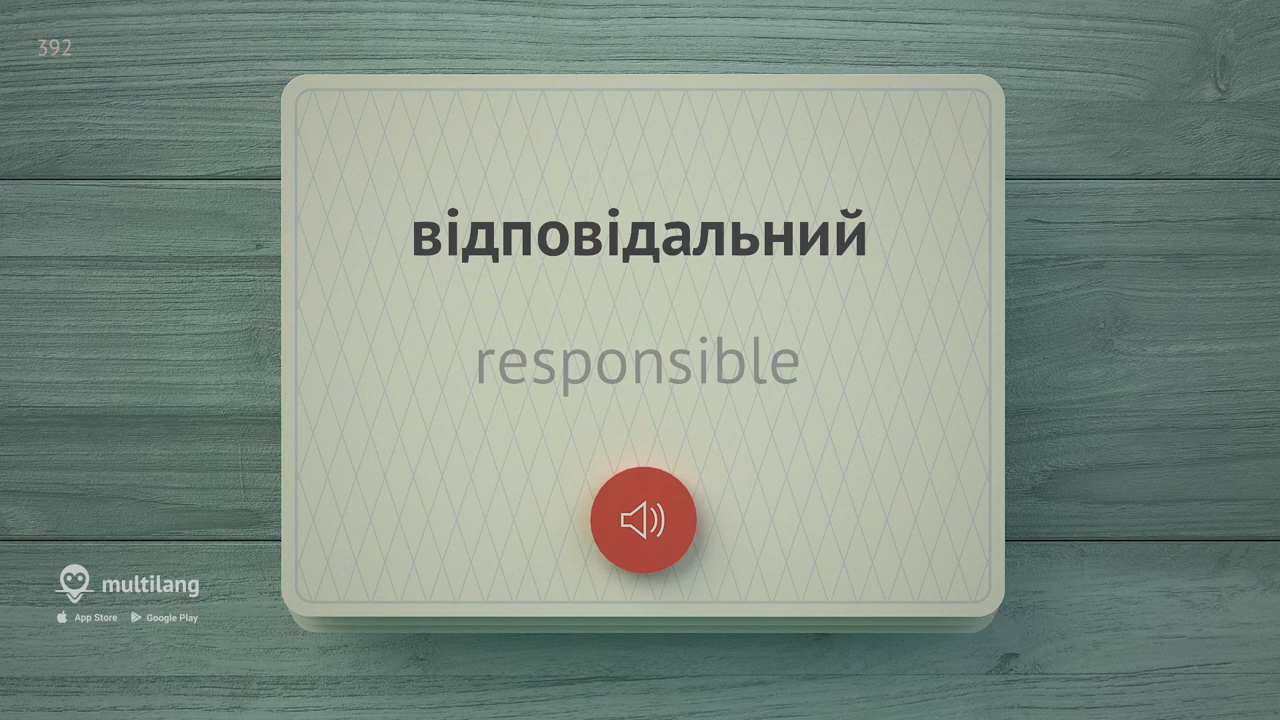 392
відповідальний
responsible
multilang
App Store
Google Play